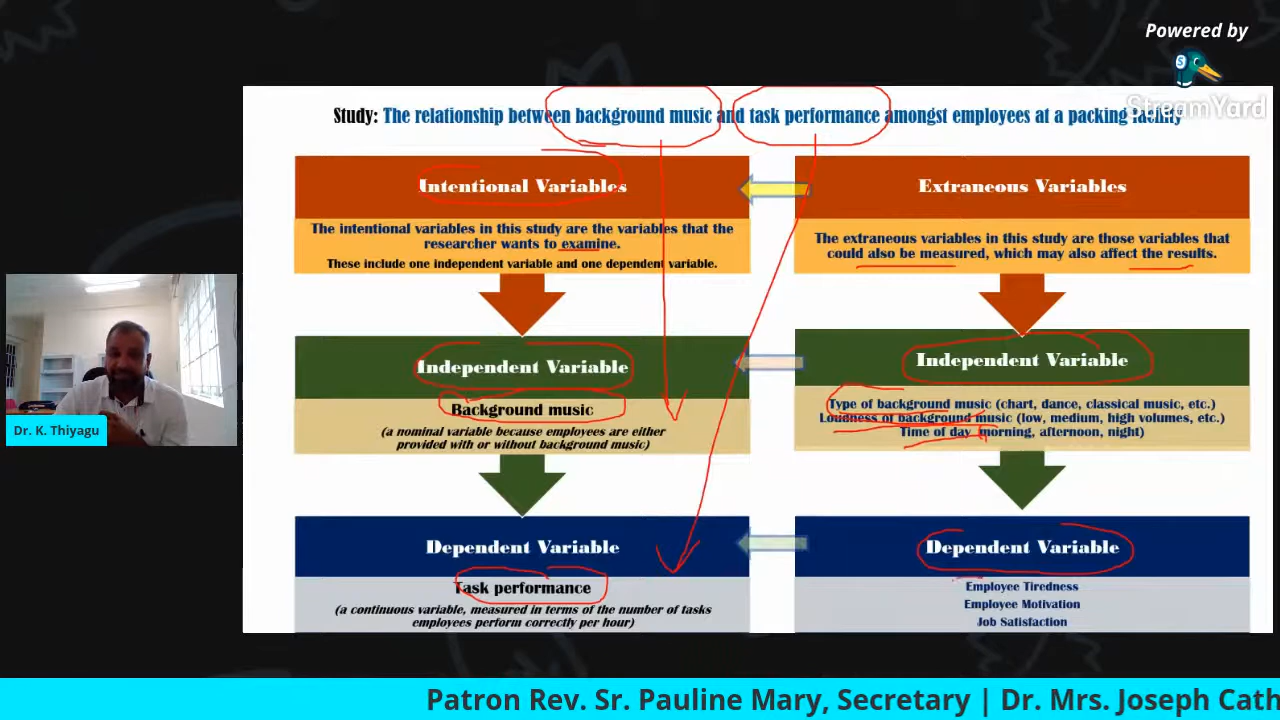 Powered by
StreamYard
Study: The relationship between background music and task performance amongst employees at a packing facility
Intentional Variables
The intentional variables in this study are the variables that the
researcher wants to examine.
These include one independent variable and one dependent variable.
Independent Variable
Background music
(a nominal variable because employees are either
provided with or without background music)
Dependent Variable
Task performance
(a continuous variable, measured in terms of the number of tasks
employees perform correctly per hour)
Extraneous Variables
The extraneous variables in this study are those variables that
could also be measured, which may also affect the results.
Independent Variable
Type of background music (chart, dance, classical music, etc.)
Loudness of background music (low, medium, high volumes, etc.)
Time of day (morning, afternoon, night)
Dependent Variable
Employee Tiredness
Employee Motivation
Job Satisfaction
Dr. K. Thiyagu
Patron Rev. Sr. Pauline Mary, Secretary | Dr. Mrs. Joseph Cath